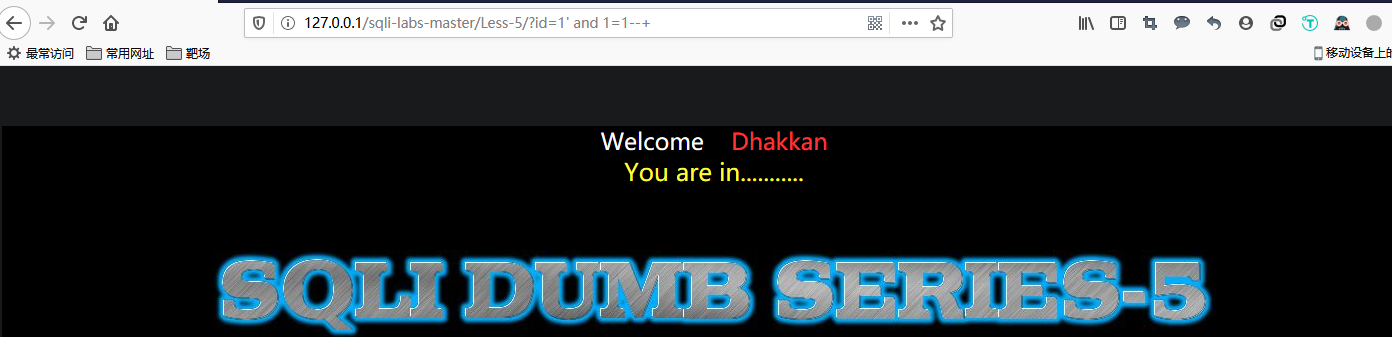 127.0.0.1/sqli-labs-master/Less-5/?id=1' and 1=1--+
最常访问 常用网址 靶场 移动设备上的
Welcome Dhakkan
You are in...........
SQLI DUMB SERIES-5